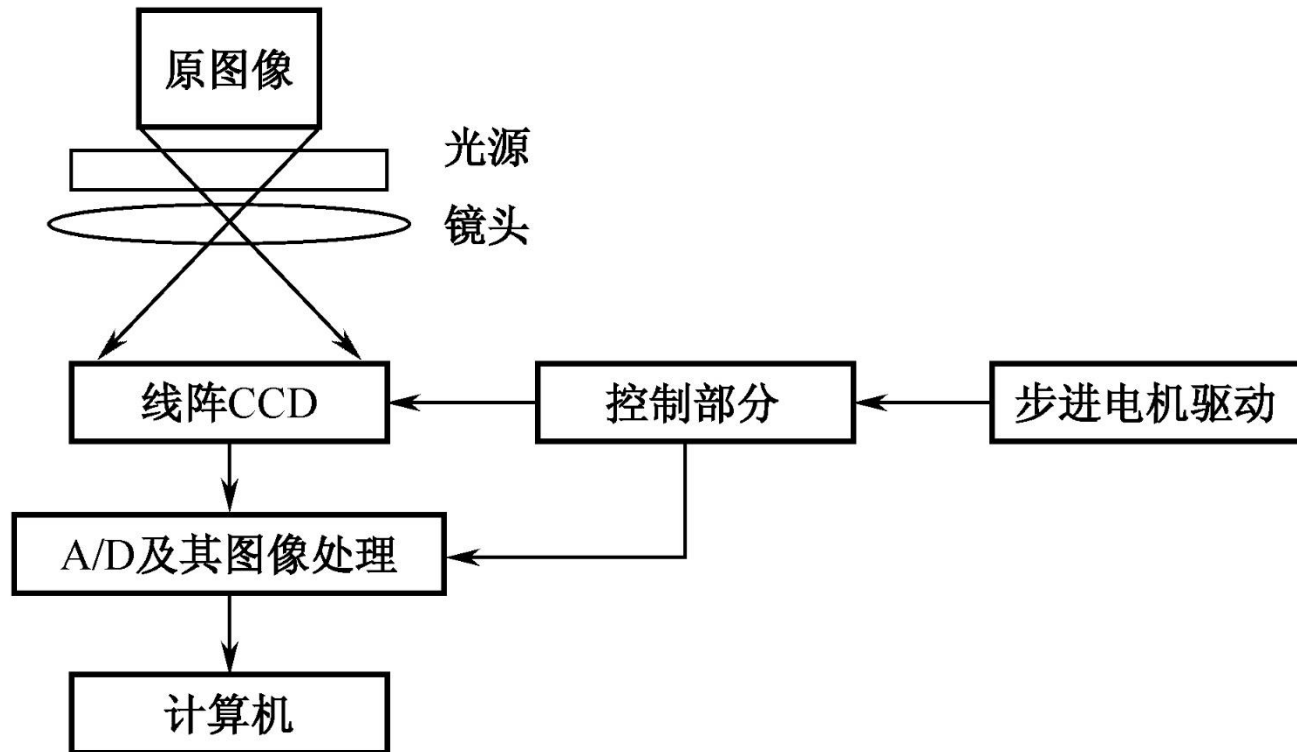 原图像
光源
镜头
线阵CCD
控制部分
步进电机驱动
A/D及其图像处理
计算机